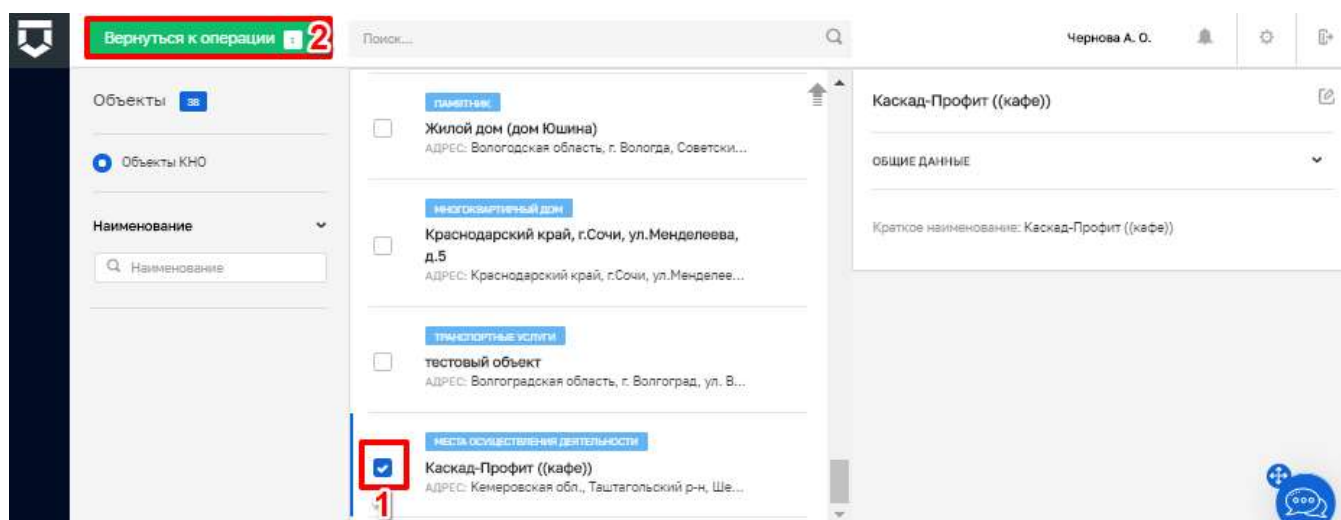 Вернуться к операции 1 2
Поиск...
Чернова А. О.
Объекты 38
Объекты КНО
Наименование
Наименование
ПАМЯТНИК
Жилой дом (дом Юшина)
АДРЕС: Вологодская область, г. Вологда, Советски...
МНОГОКВАРТИРНЫЙ ДОМ
Краснодарский край, г.Сочи, ул.Менделеева,
д.5
АДРЕС: Краснодарский край, г.Сочи, ул.Менделее...
ТРАНСПОРТНЫЕ УСЛУГИ
тестовый объект
АДРЕС: Волгоградская область, г. Волгоград, ул. В...
МЕСТА ОСУЩЕСТВЛЕНИЯ ДЕЯТЕЛЬНОСТИ
Каскад-Профит ((кафе))
АДРЕС: Кемеровская обл., Таштагольский р-н, Ше...
1
Каскад-Профит ((кафе))
ОБЩИЕ ДАННЫЕ
Краткое наименование: Каскад-Профит ((кафе))